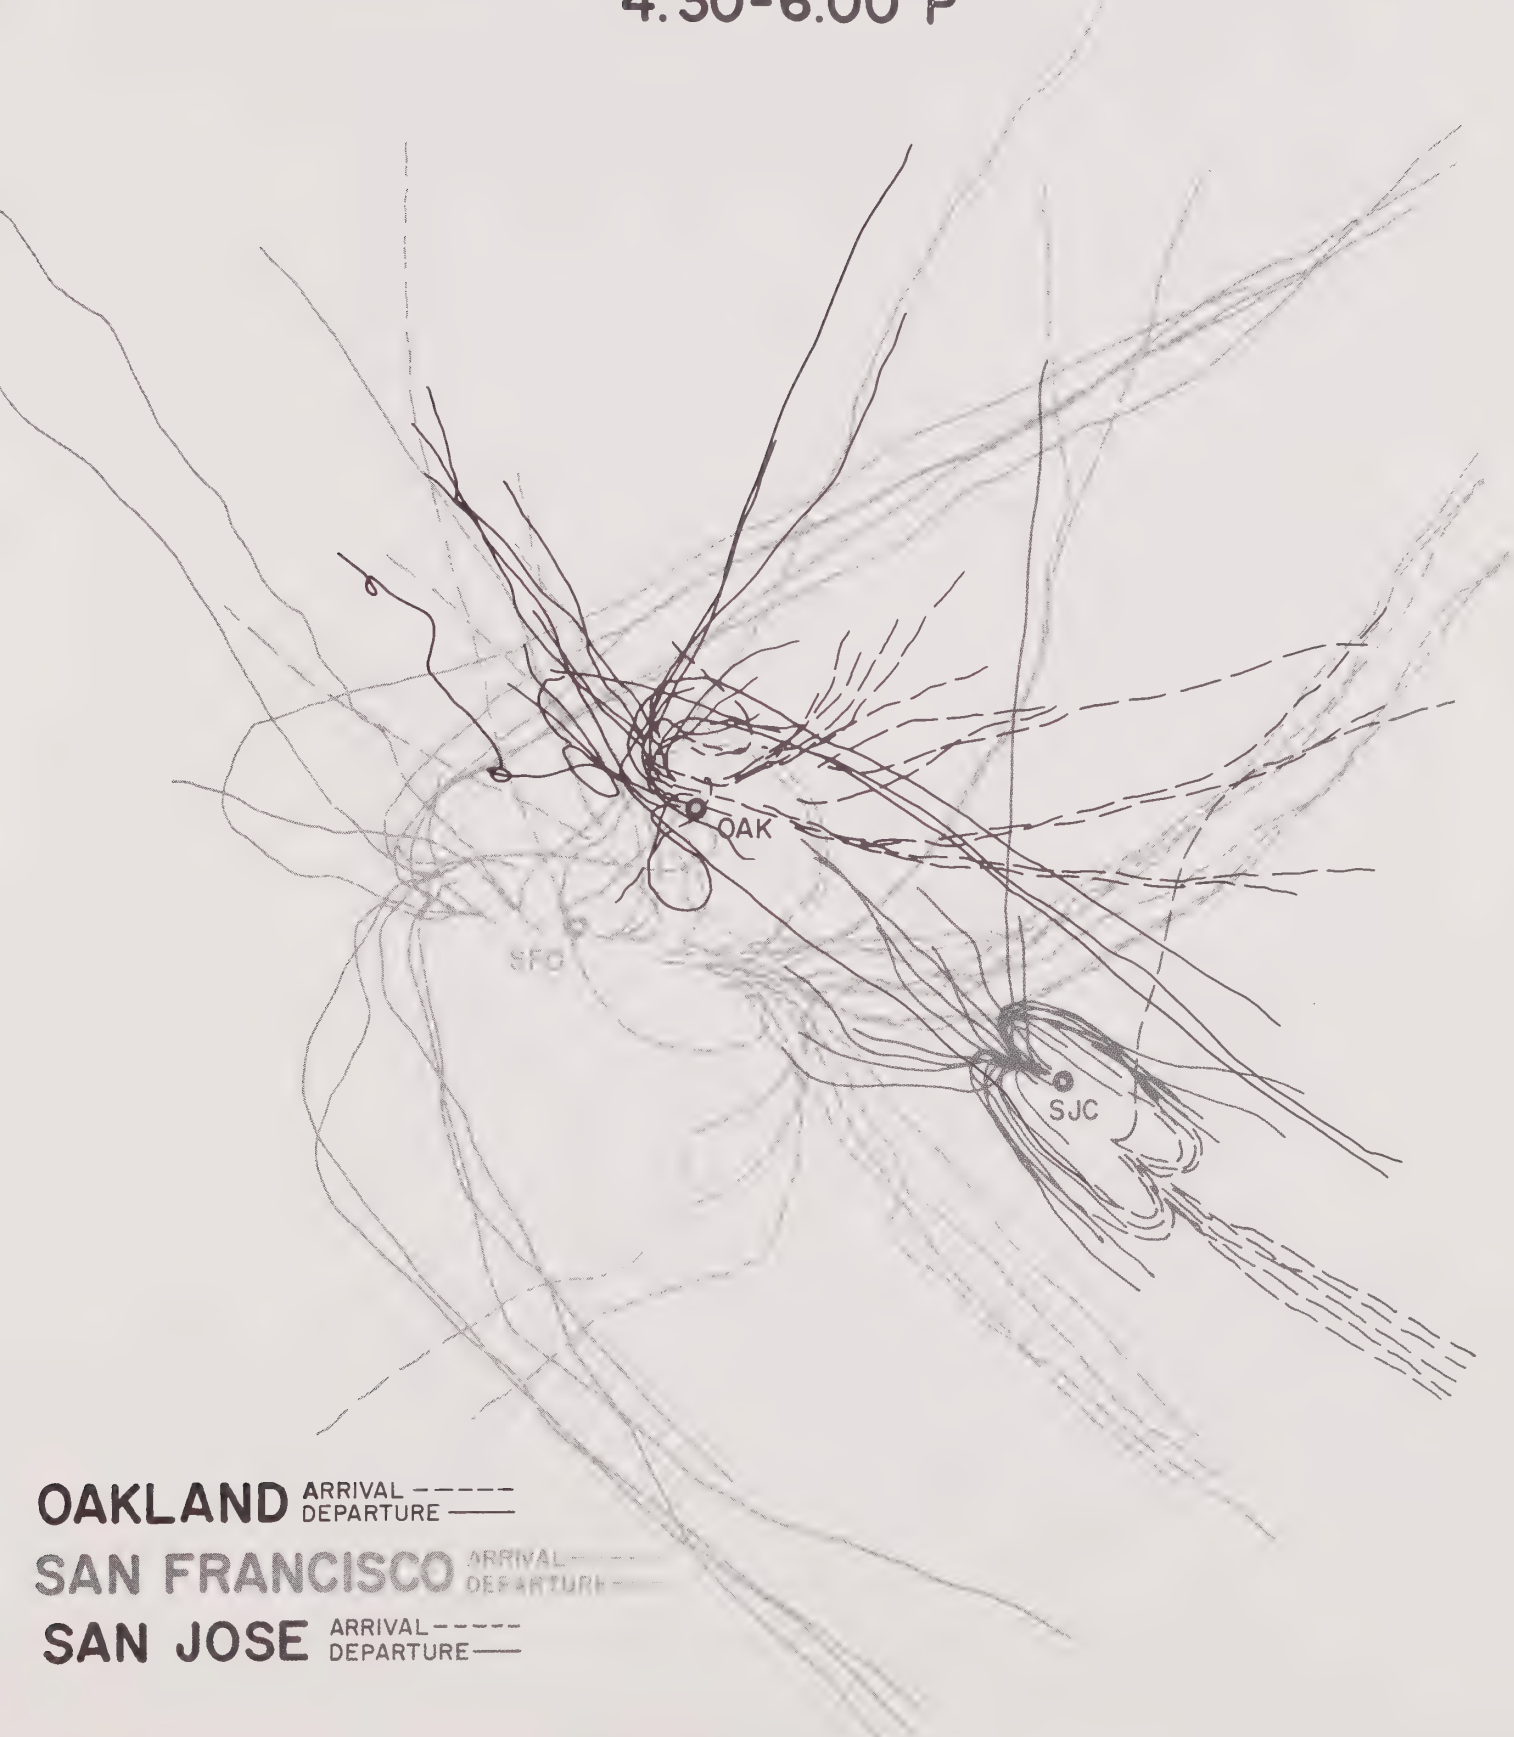 4:30-6:00 P
OAK
SFO
SJC
OAKLAND ARRIVAL
DEPARTURE
SAN FRANCISCO ARRIVAL
DEPARTURE
SAN JOSE ARRIVAL
DEPARTURE